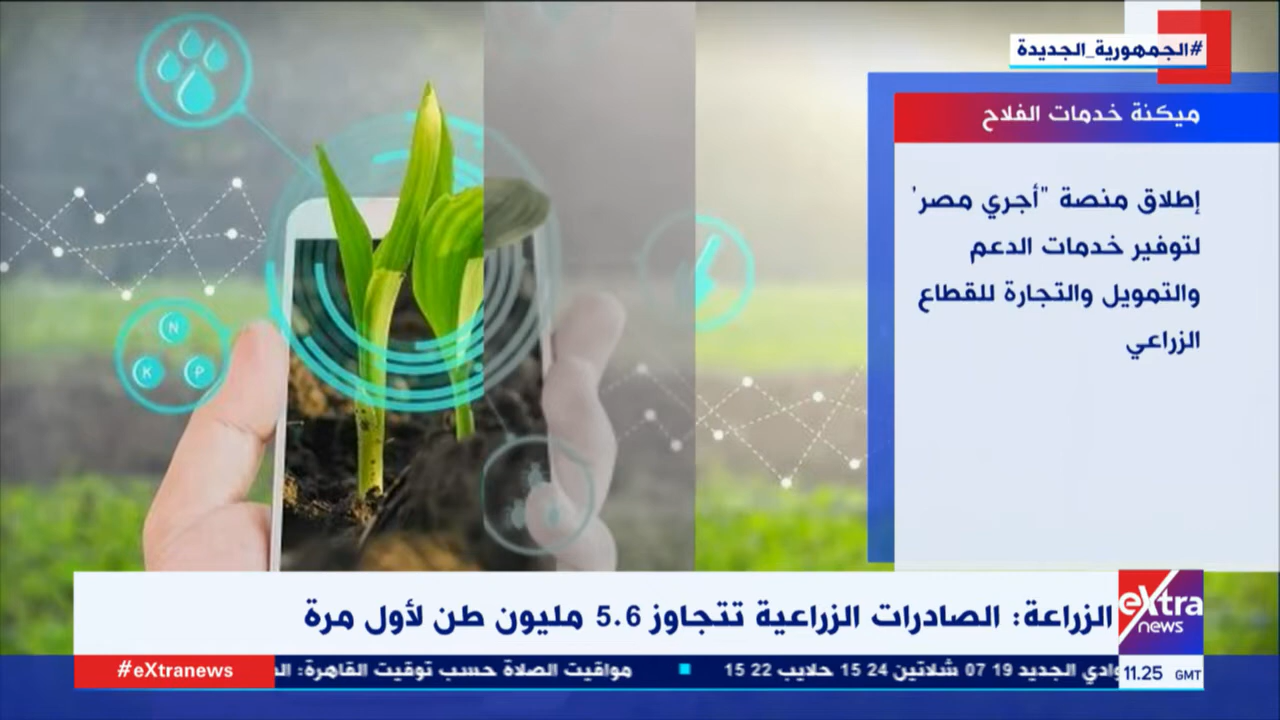 #الجمهورية_الجديدة
ميكنة خدمات الفلاح
إطلاق منصة "أجري مصر'
لتوفير خدمات الدعم
والتمويل والتجارة للقطاع
الزراعي
N
K P
الزراعة: الصادرات الزراعية تتجاوز 5.6 مليون طن لأول مرة
eXtra
news
#eXtranews
وادي الجديد 19 07 شلاتين 24 15 حلايب 22 15 ■ مواقيت الصلاة حسب توقيت القاهرة:
11.25 GMT